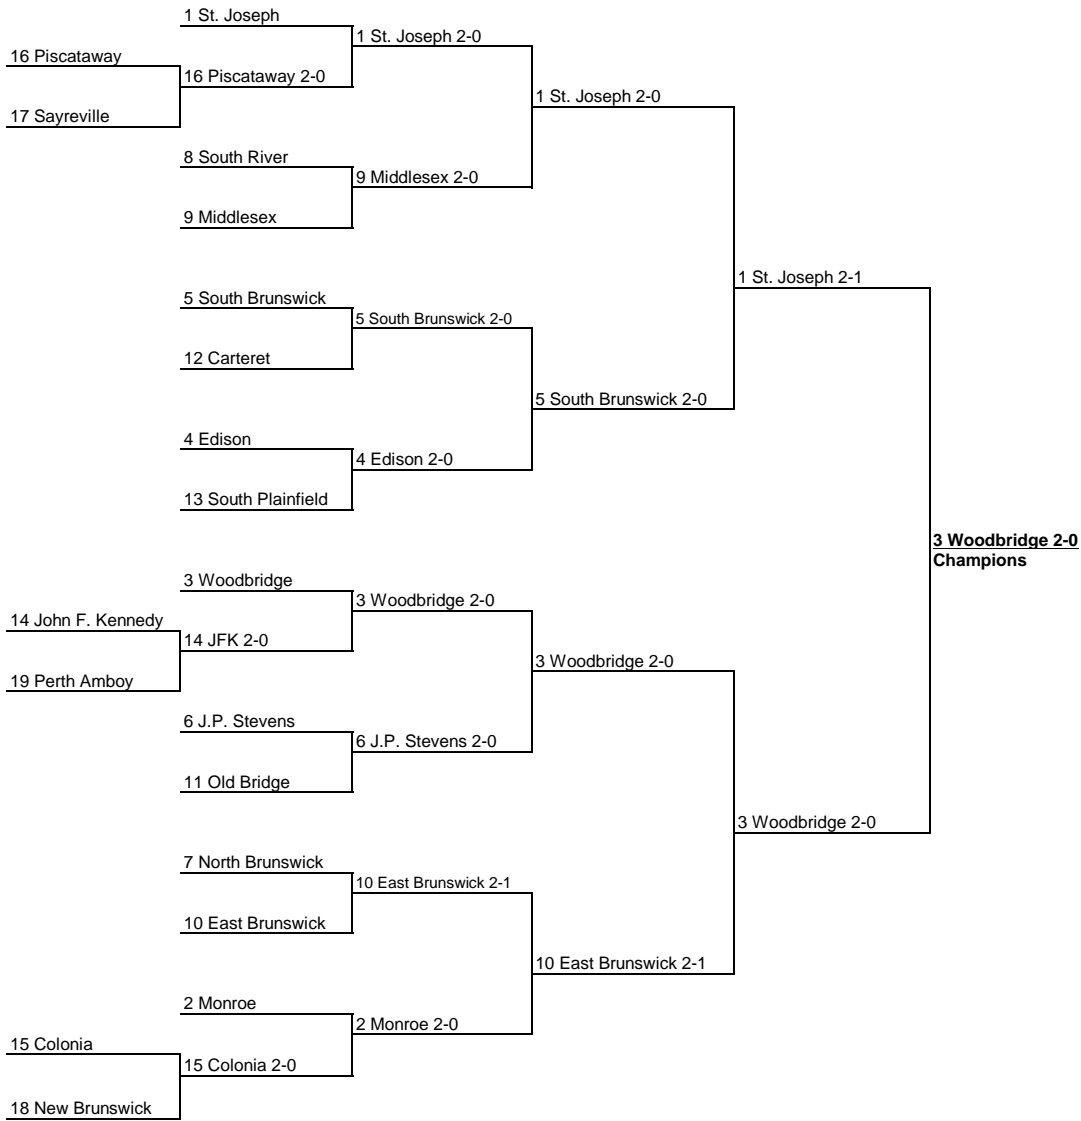 1 St. Joseph
1 St. Joseph 2-0
16 Piscataway
16 Piscataway 2-0
1 St. Joseph 2-0
17 Sayreville
8 South River
9 Middlesex 2-0
9 Middlesex
1 St. Joseph 2-1
5 South Brunswick
5 South Brunswick 2-0
12 Carteret
5 South Brunswick 2-0
4 Edison
4 Edison 2-0
13 South Plainfield
3 Woodbridge 2-0
Champions
3 Woodbridge
3 Woodbridge 2-0
14 John F. Kennedy
14 JFK 2-0
3 Woodbridge 2-0
19 Perth Amboy
6 J.P. Stevens
6 J.P. Stevens 2-0
11 Old Bridge
3 Woodbridge 2-0
7 North Brunswick
10 East Brunswick 2-1
10 East Brunswick
10 East Brunswick 2-1
2 Monroe
2 Monroe 2-0
15 Colonia
15 Colonia 2-0
18 New Brunswick